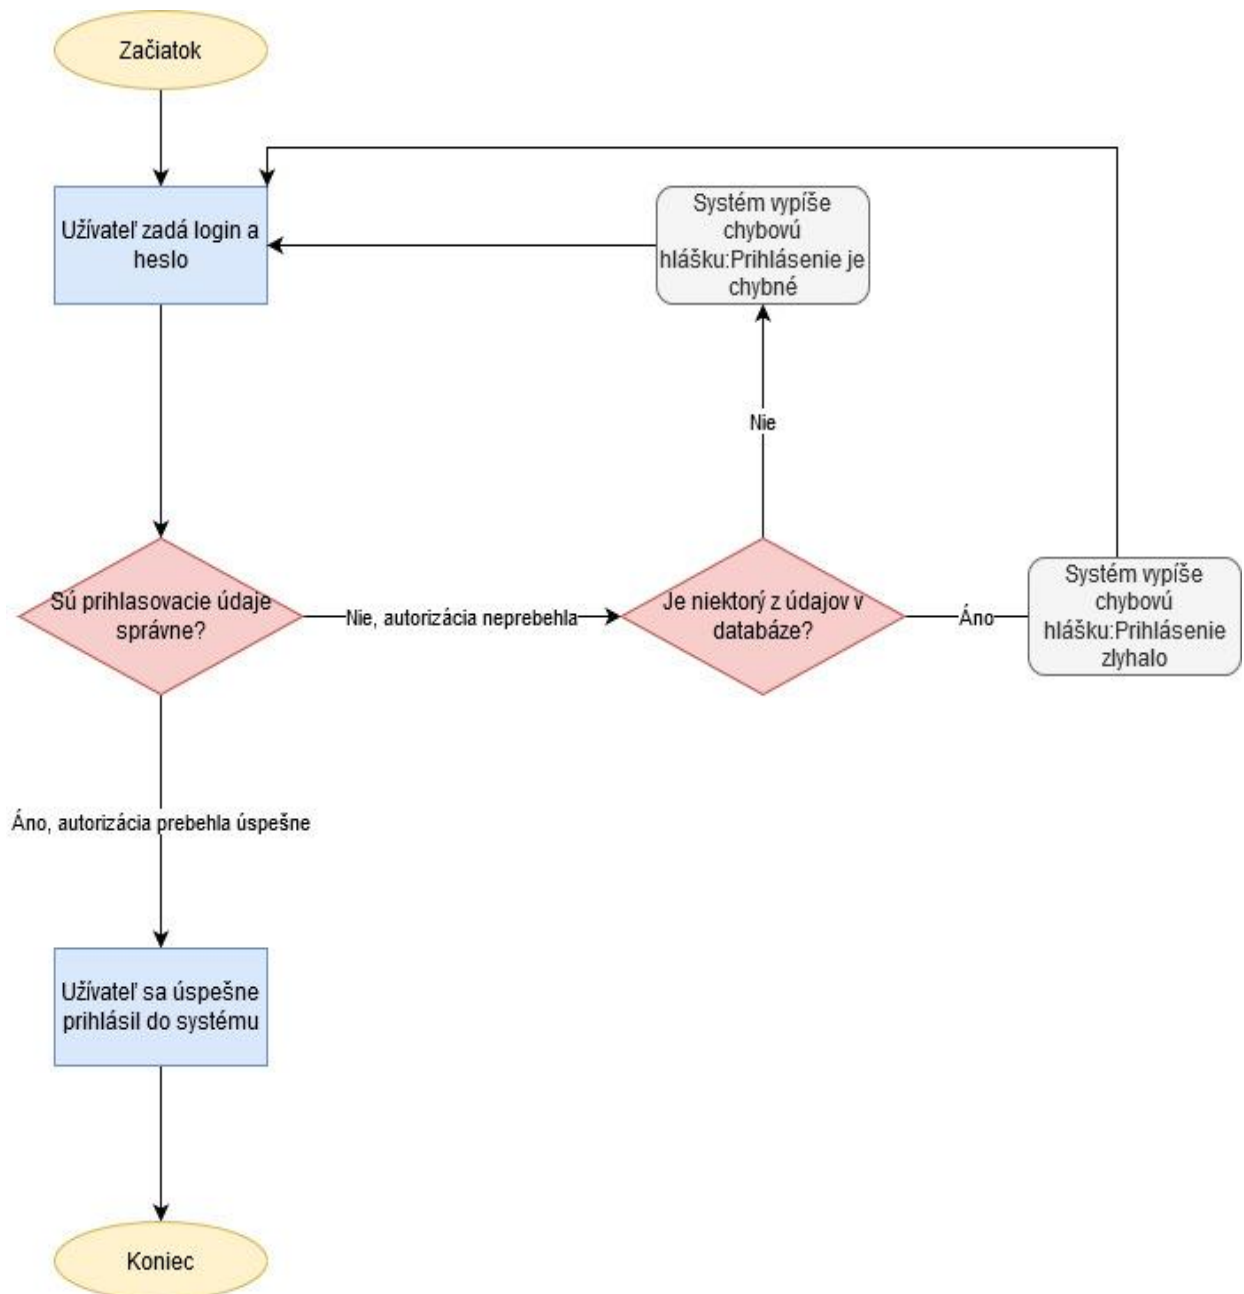 Začiatok
Užívateľ zadá login a
heslo
Systém vypíše
chybovú
hlášku:Prihlásenie je
chybné
Nie
Sú prihlasovacie údaje
správne?
Nie, autorizácia neprebehla
Je niektorý z údajov v
databáze?
Áno
Systém vypíše
chybovú
hlášku:Prihlásenie
zlyhalo
Áno, autorizácia prebehla úspešne
Užívateľ sa úspešne
prihlásil do systému
Koniec